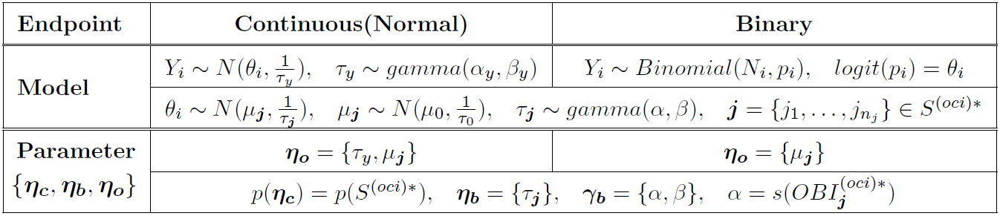 Endpoint Continuous(Normal) Binary
Model Y_i ∼ N(θ_i, 1/τ_y), τ_y ∼ gamma(α_y, β_y) Y_i ∼ Binomial(N_i, p_i), logit(p_i) = θ_i
θ_i ∼ N(μ_j, 1/τ_j), μ_j ∼ N(μ_0, 1/τ_0), τ_j ∼ gamma(α, β), j = {j_1, …, j_{n_j}} ∈ S^{(oci)*}
Parameter η_o = {τ_y, μ_j} η_o = {μ_j}
{η_c, η_b, η_o} p(η_c) = p(S^{(oci)*}), η_b = {τ_j}, γ_b = {α, β}, α = s(OBI_j^{(oci)*})